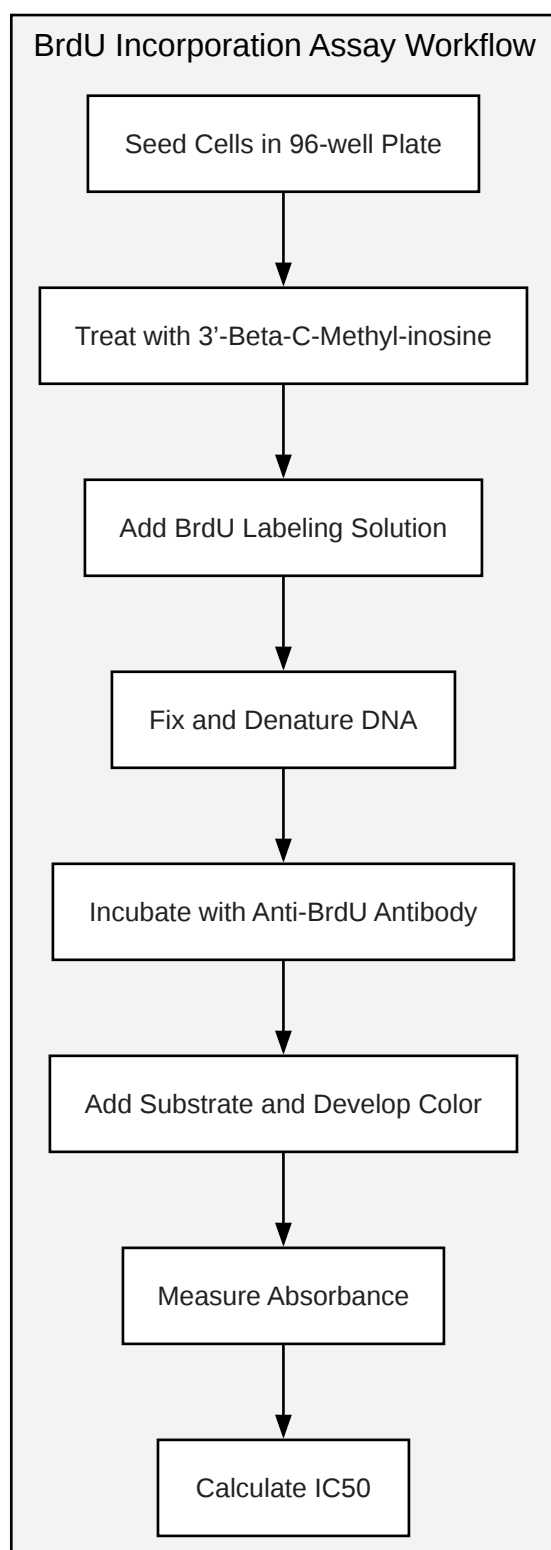 BrdU Incorporation Assay Workflow
Seed Cells in 96-well Plate
Treat with 3’-Beta-C-Methyl-inosine
Add BrdU Labeling Solution
Fix and Denature DNA
Incubate with Anti-BrdU Antibody
Add Substrate and Develop Color
Measure Absorbance
Calculate IC50